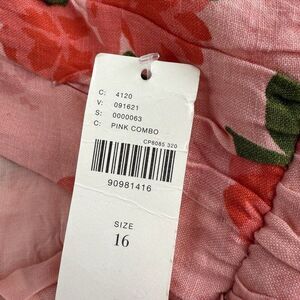 C: 4120
V: 091621
S: 0000063
C: PINK COMBO
CP8085 320
90981416
SIZE
16